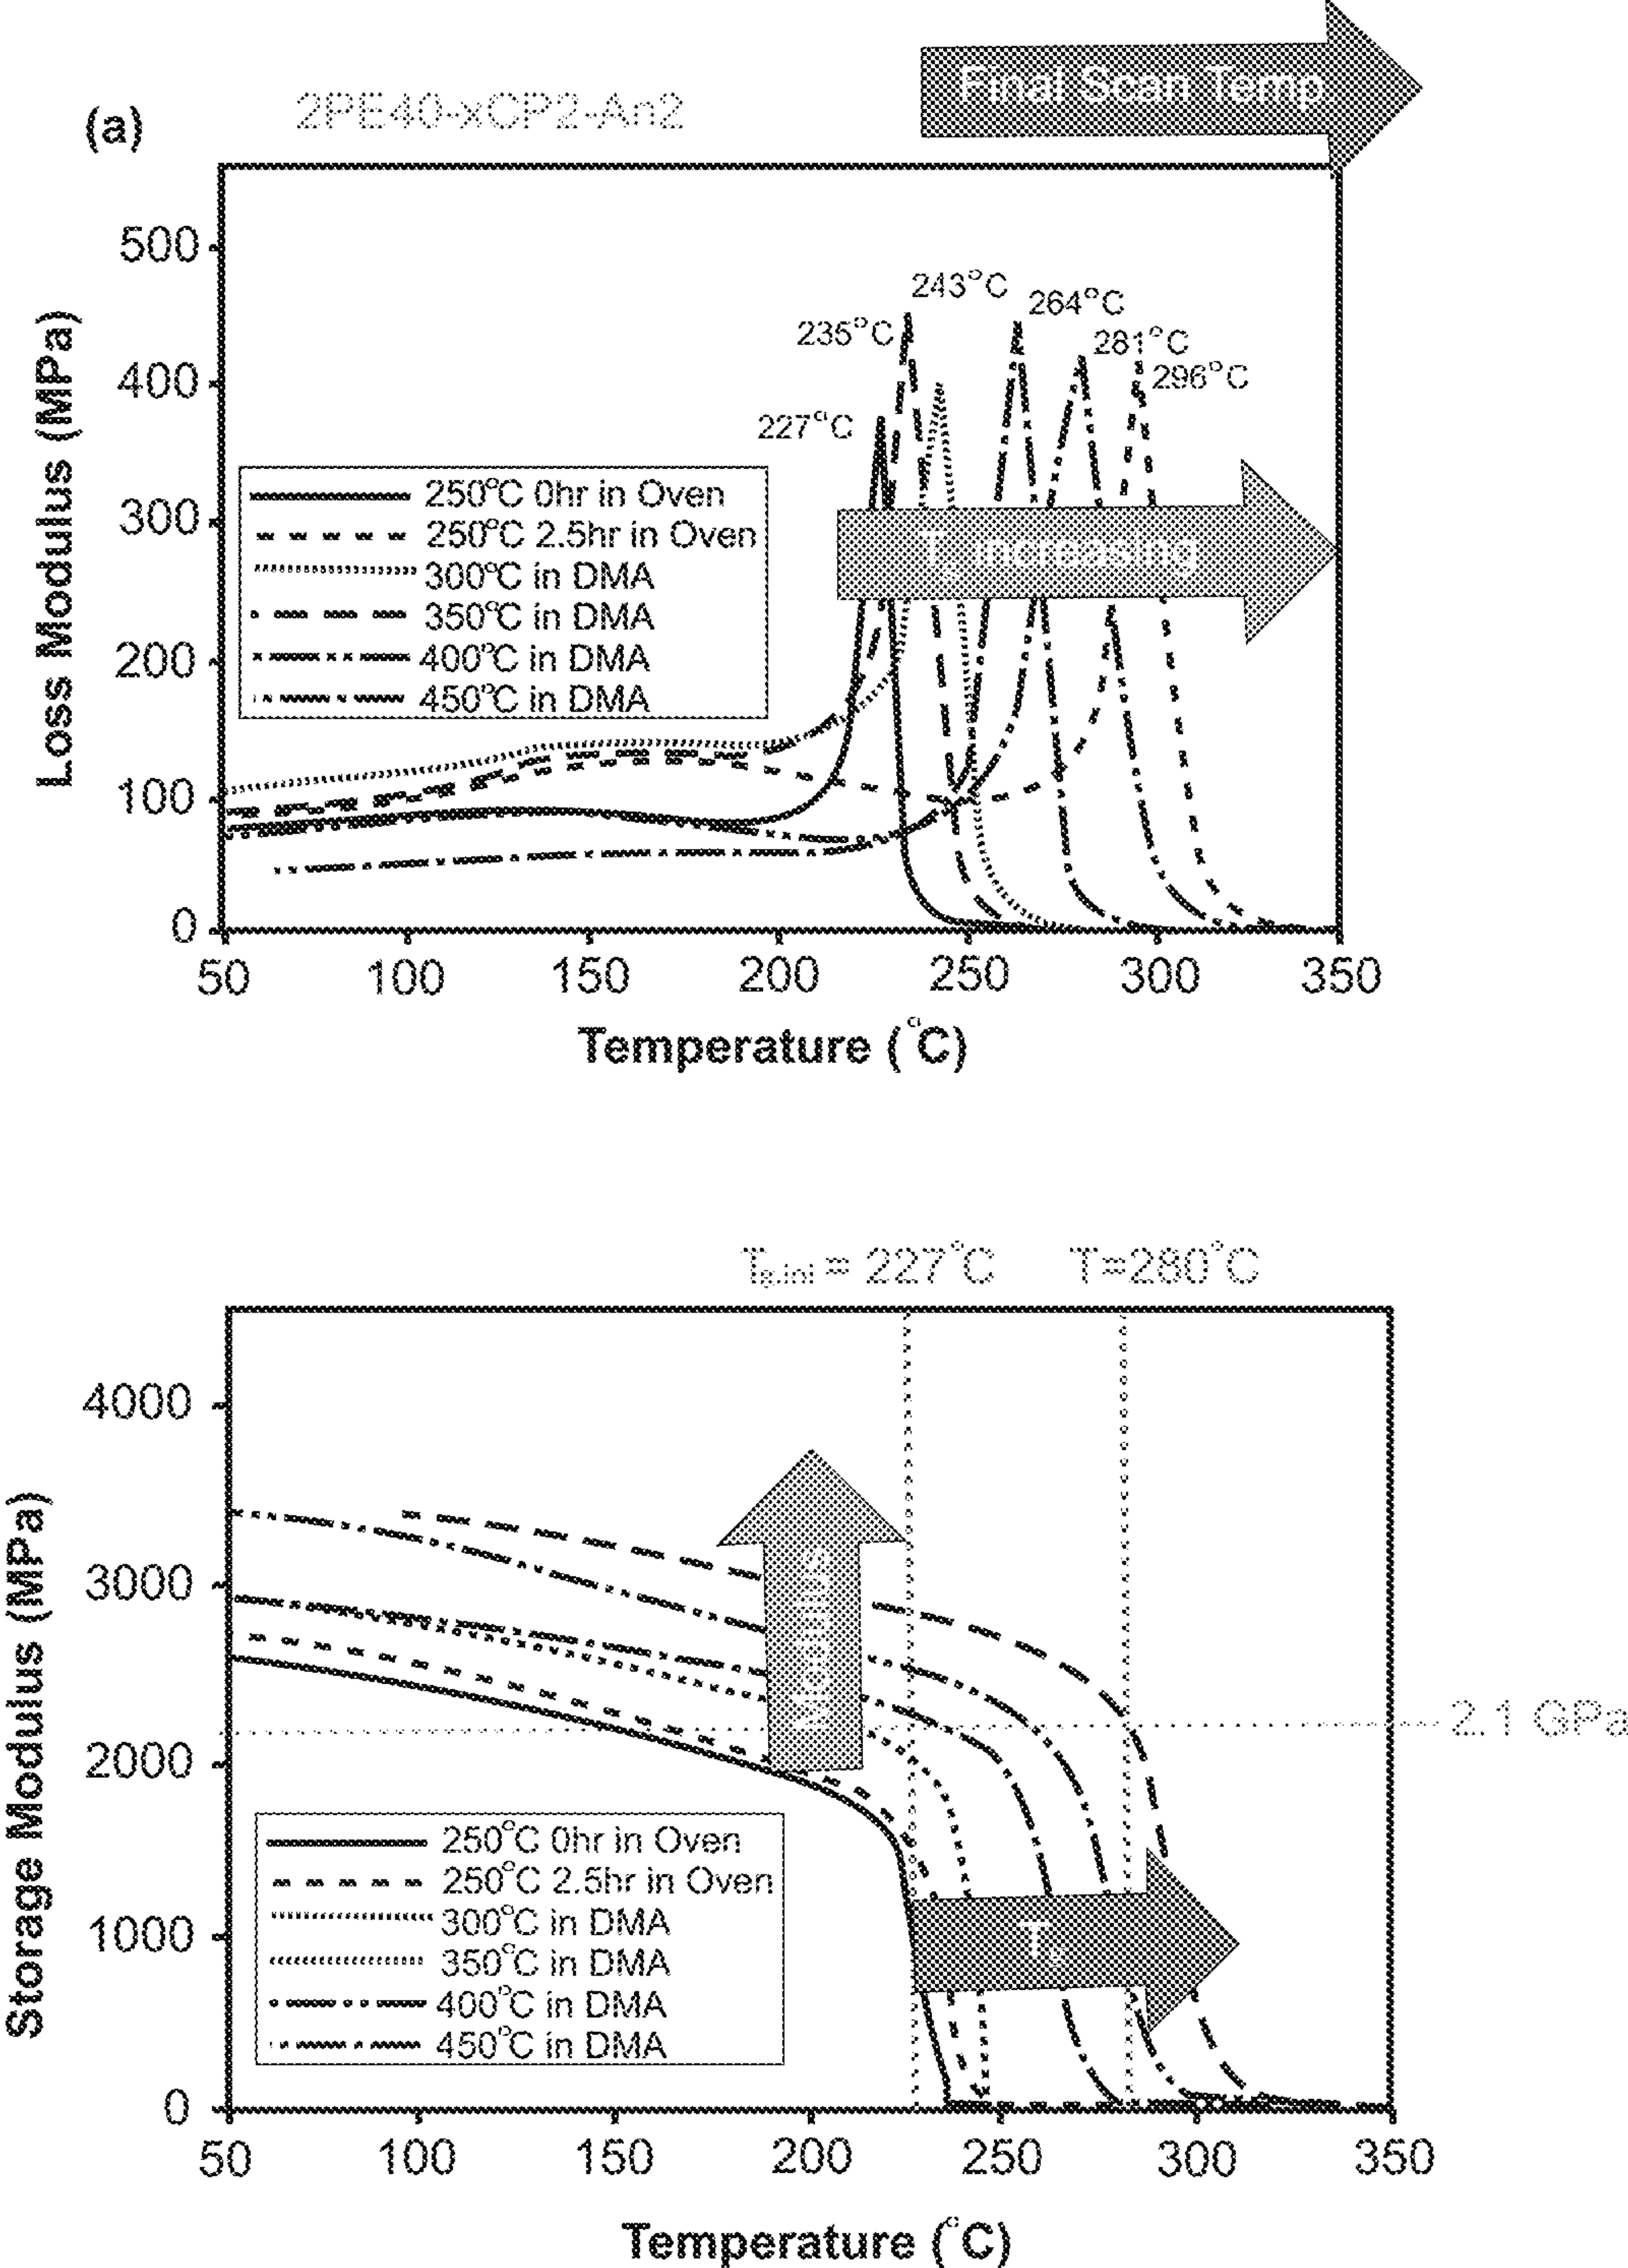 Final Scan Temp
(a)
2PE40-xCP2-An2
500
400
300
200
100
0
Loss Modulus (MPa)
243°C
264°C
235°C
281°C
296°C
227°C
250°C 0hr in Oven
250°C 2.5hr in Oven
300°C in DMA
350°C in DMA
400°C in DMA
450°C in DMA
Tg increasing
50 100 150 200 250 300 350
Temperature (°C)
Tg,ini = 227°C T=280°C
4000
3000
2000
1000
0
Storage Modulus (MPa)
Modulus
2.1 GPa
250°C 0hr in Oven
250°C 2.5hr in Oven
300°C in DMA
350°C in DMA
400°C in DMA
450°C in DMA
Tg
50 100 150 200 250 300 350
Temperature (°C)